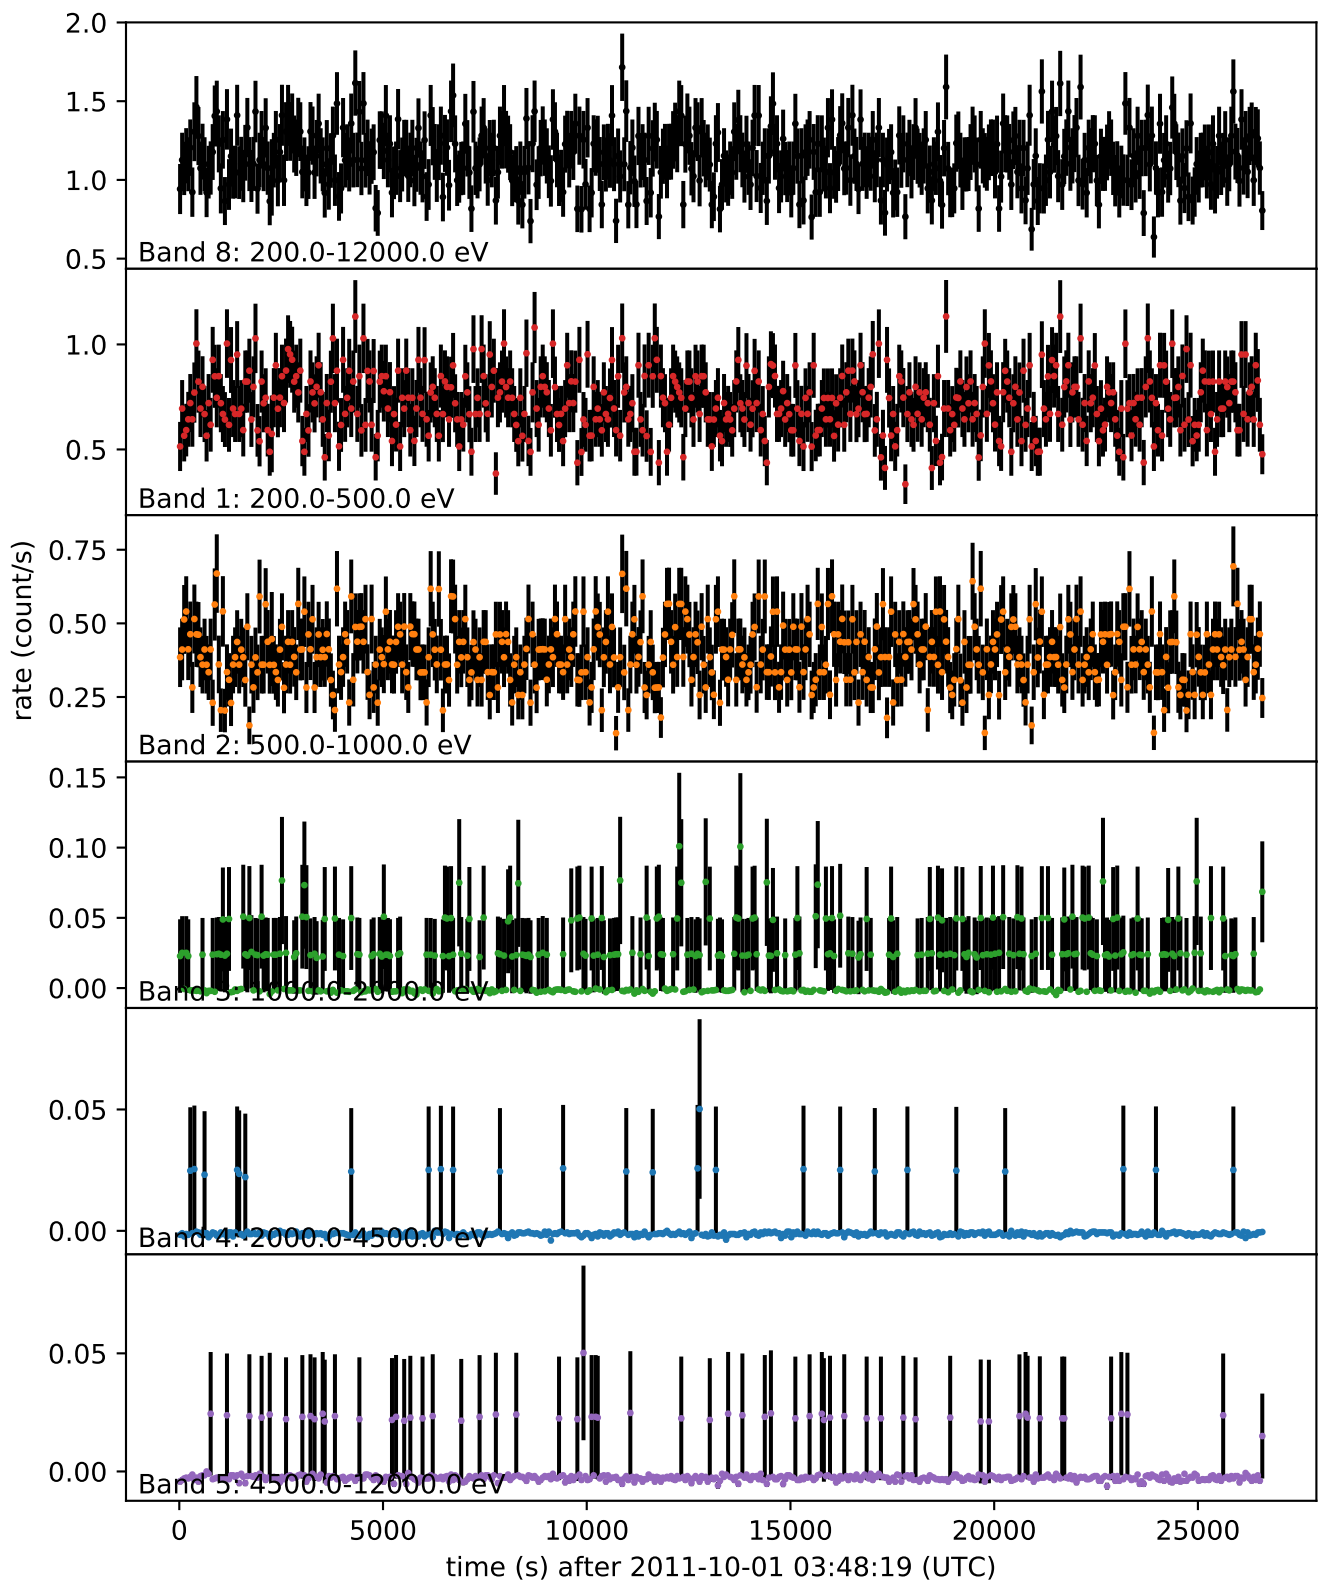 2.0
1.5
1.0
0.5
Band 8: 200.0-12000.0 eV
1.0
0.5
Band 1: 200.0-500.0 eV
rate (count/s)
0.75
0.50
0.25
Band 2: 500.0-1000.0 eV
0.15
0.10
0.05
0.00
Band 3: 1000.0-2000.0 eV
0.05
0.00
Band 4: 2000.0-4500.0 eV
0.05
0.00
Band 5: 4500.0-12000.0 eV
0 5000 10000 15000 20000 25000
time (s) after 2011-10-01 03:48:19 (UTC)